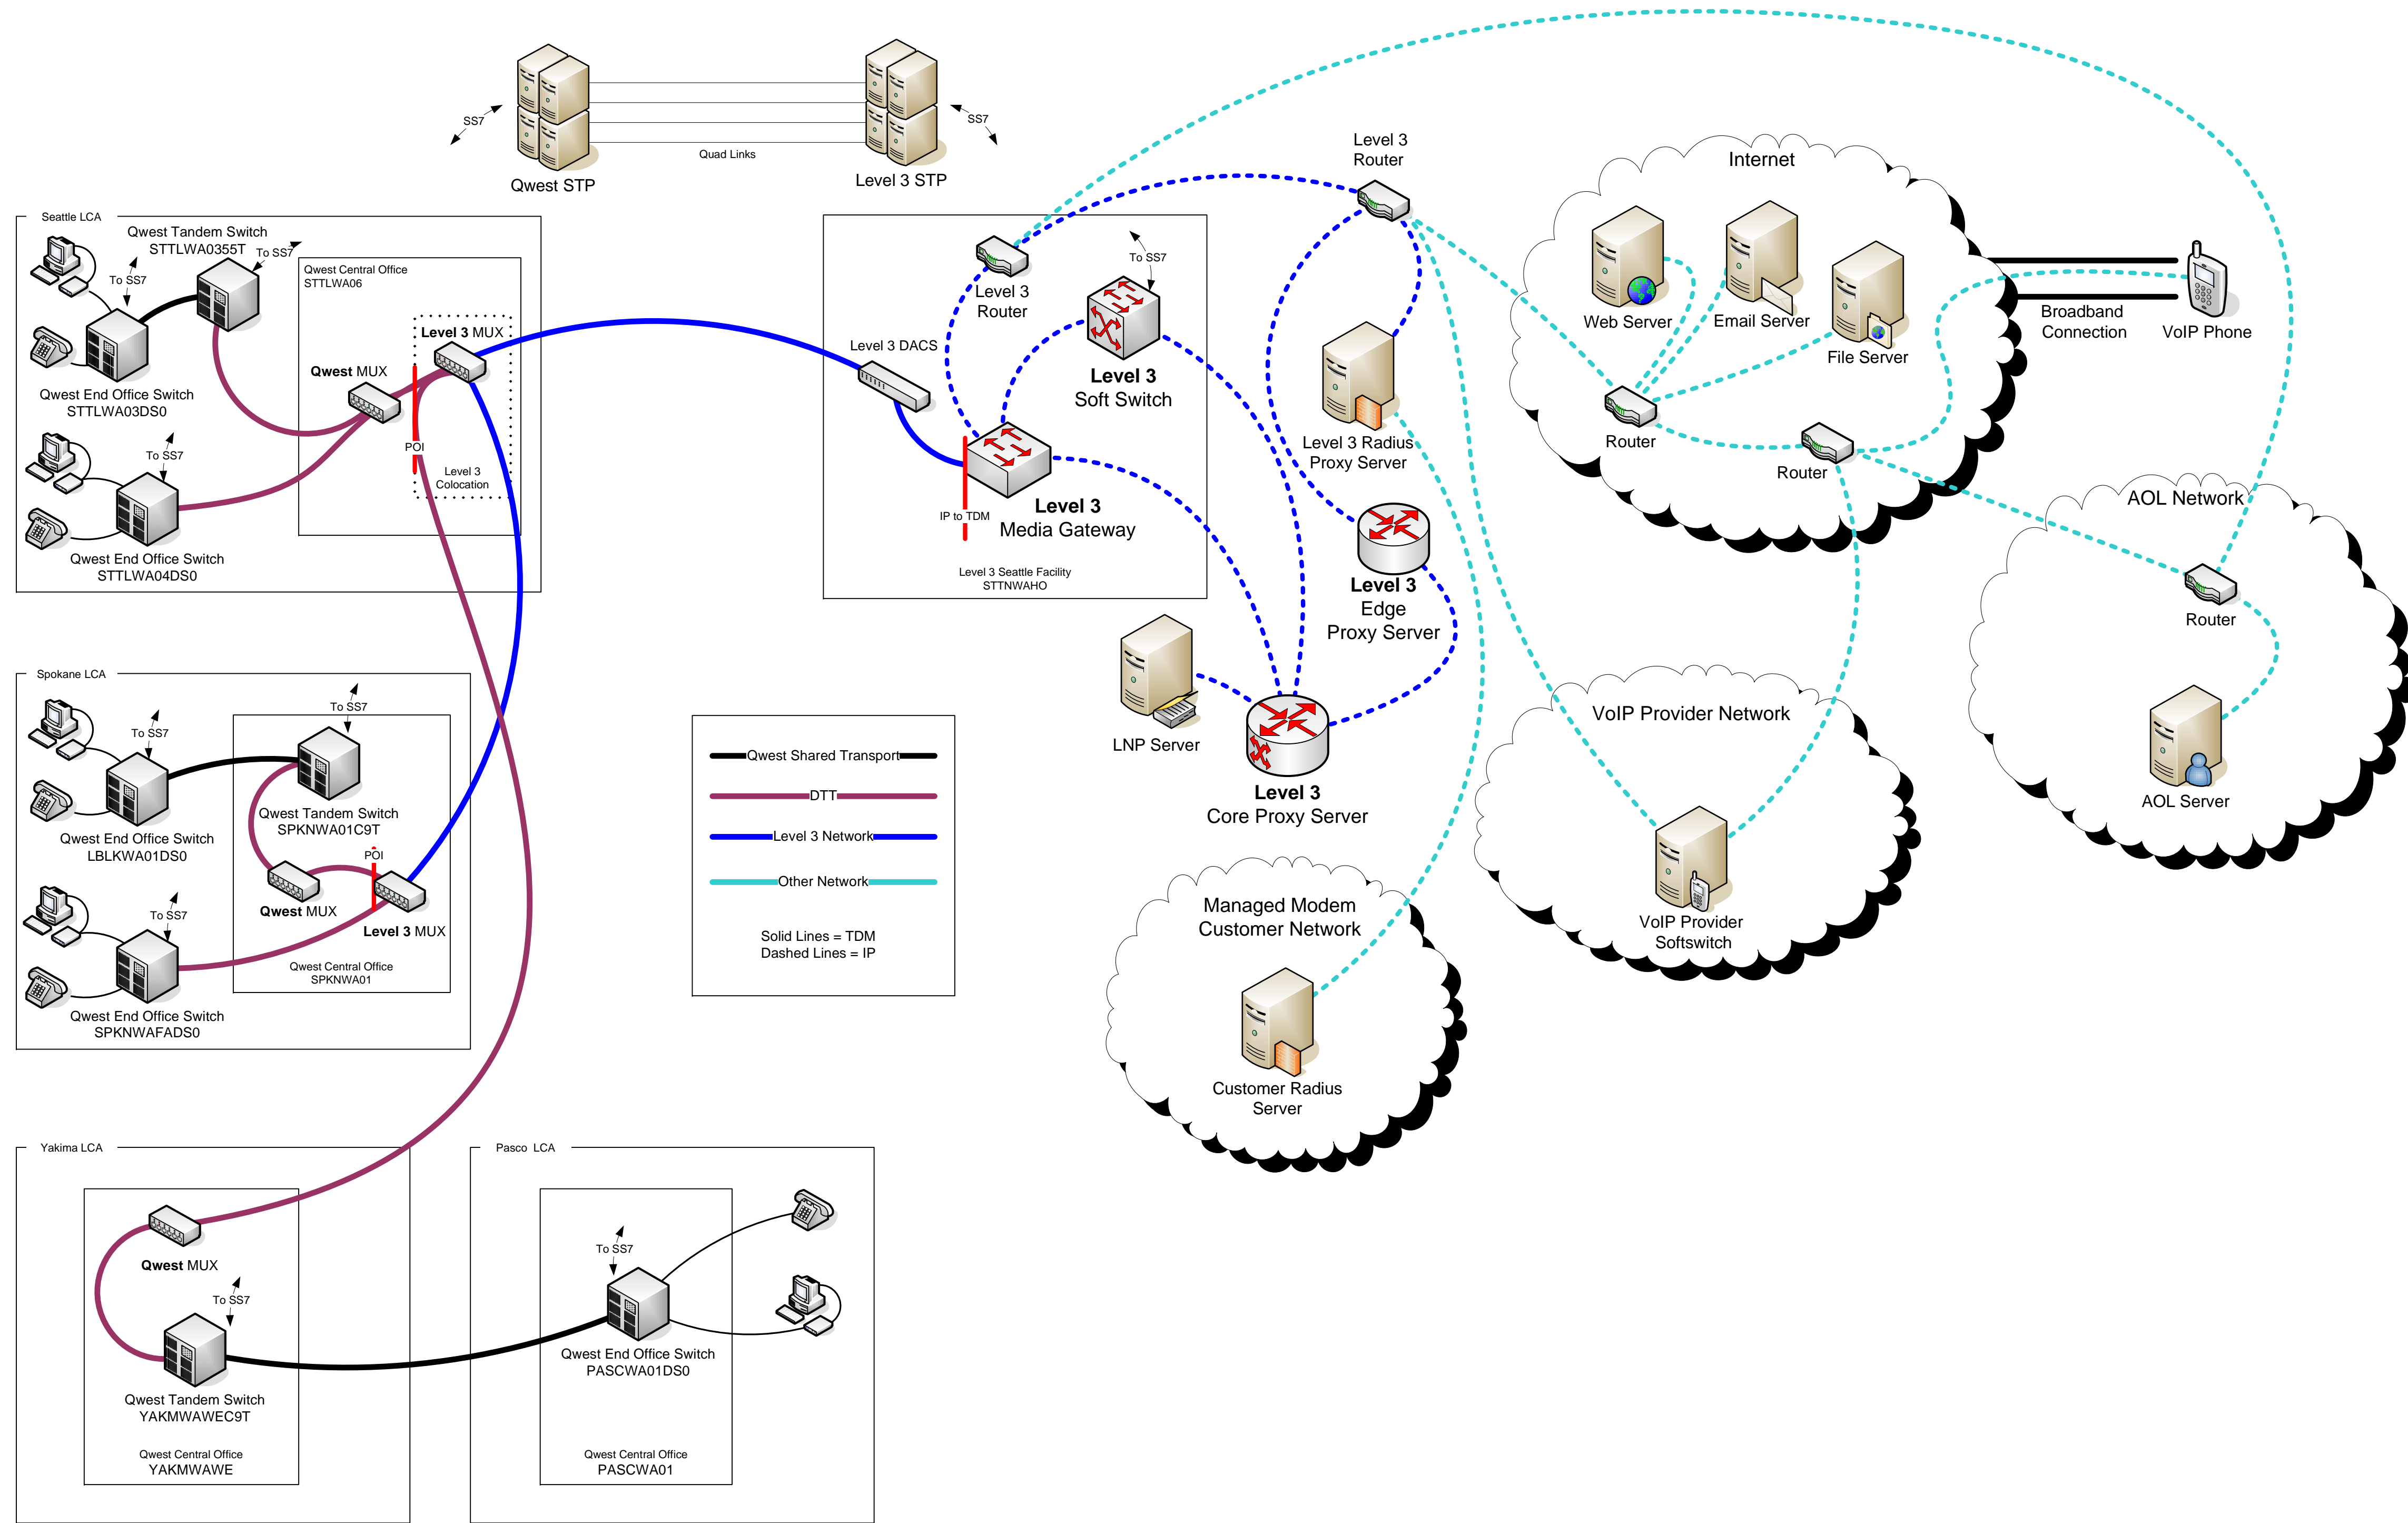 SS7
SS7
Quad Links
Qwest STP
Level 3 STP
Seattle LCA
Qwest Tandem Switch
STTLWA0355T
To SS7
To SS7
Qwest Central Office
STTLWA06
Level 3 MUX
Qwest MUX
Qwest End Office Switch
STTLWA03DS0
POI
To SS7
Level 3
Colocation
Qwest End Office Switch
STTLWA04DS0
Level 3
Router
To SS7
Level 3 DACS
Level 3
Soft Switch
IP to TDM
Level 3
Media Gateway
Level 3 Seattle Facility
STTNWAHO
Level 3
Router
Level 3 Radius
Proxy Server
Level 3
Edge
Proxy Server
LNP Server
Level 3
Core Proxy Server
Internet
Web Server
Email Server
File Server
Router
Router
Broadband
Connection
VoIP Phone
AOL Network
Router
AOL Server
VoIP Provider Network
VoIP Provider
Softswitch
Managed Modem
Customer Network
Customer Radius
Server
Spokane LCA
To SS7
To SS7
Qwest Tandem Switch
SPKNWA01C9T
Qwest End Office Switch
LBLKWA01DS0
POI
Qwest MUX
Level 3 MUX
To SS7
Qwest Central Office
SPKNWA01
Qwest End Office Switch
SPKNWAFADS0
Qwest Shared Transport
DTT
Level 3 Network
Other Network
Solid Lines = TDM
Dashed Lines = IP
Yakima LCA
Qwest MUX
To SS7
Qwest Tandem Switch
YAKMWAWEC9T
Qwest Central Office
YAKMWAWE
Pasco LCA
To SS7
Qwest End Office Switch
PASCWA01DS0
Qwest Central Office
PASCWA01